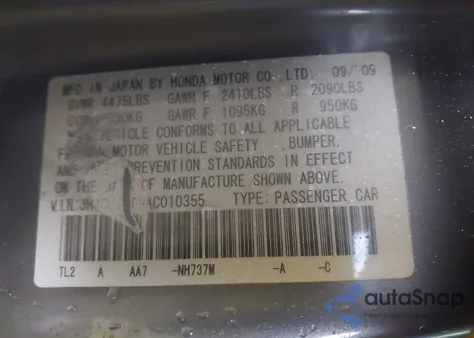 MFD IN JAPAN BY HONDA MOTOR CO., LTD. 09/'09
GVWR 4475LBS GAWR F 2410LBS R 2090LBS
GAWR F 1095KG R 950KG
VEHICLE CONFORMS TO ALL APPLICABLE
MOTOR VEHICLE SAFETY, BUMPER,
PREVENTION STANDARDS IN EFFECT
ON THE OF MANUFACTURE SHOWN ABOVE.
V.I.N.: AC010355 TYPE: PASSENGER CAR
TL2 A AA7 -NH737M -A -C
autoSnap